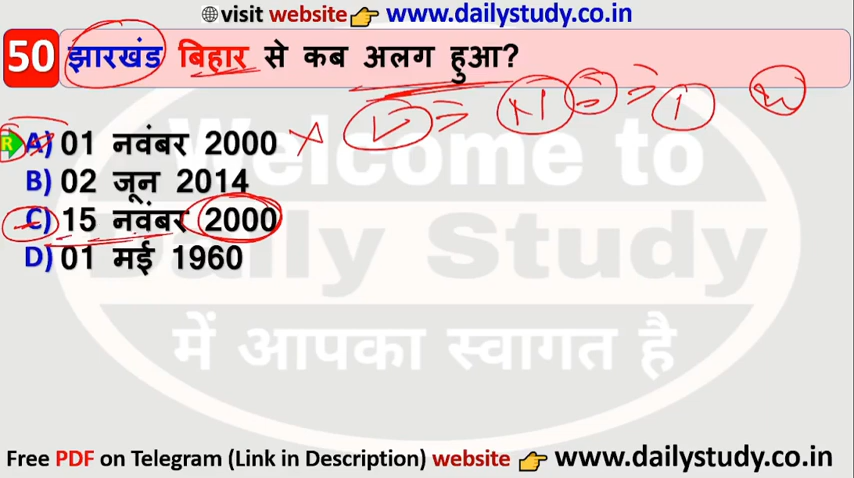 visit website www.dailystudy.co.in
50 झारखंड बिहार से कब अलग हुआ?
R A) 01 नवंबर 2000
B) 02 जून 2014
C) 15 नवंबर 2000
D) 01 मई 1960
Welcome to
Daily Study
में आपका स्वागत है
Free PDF on Telegram (Link in Description) website www.dailystudy.co.in